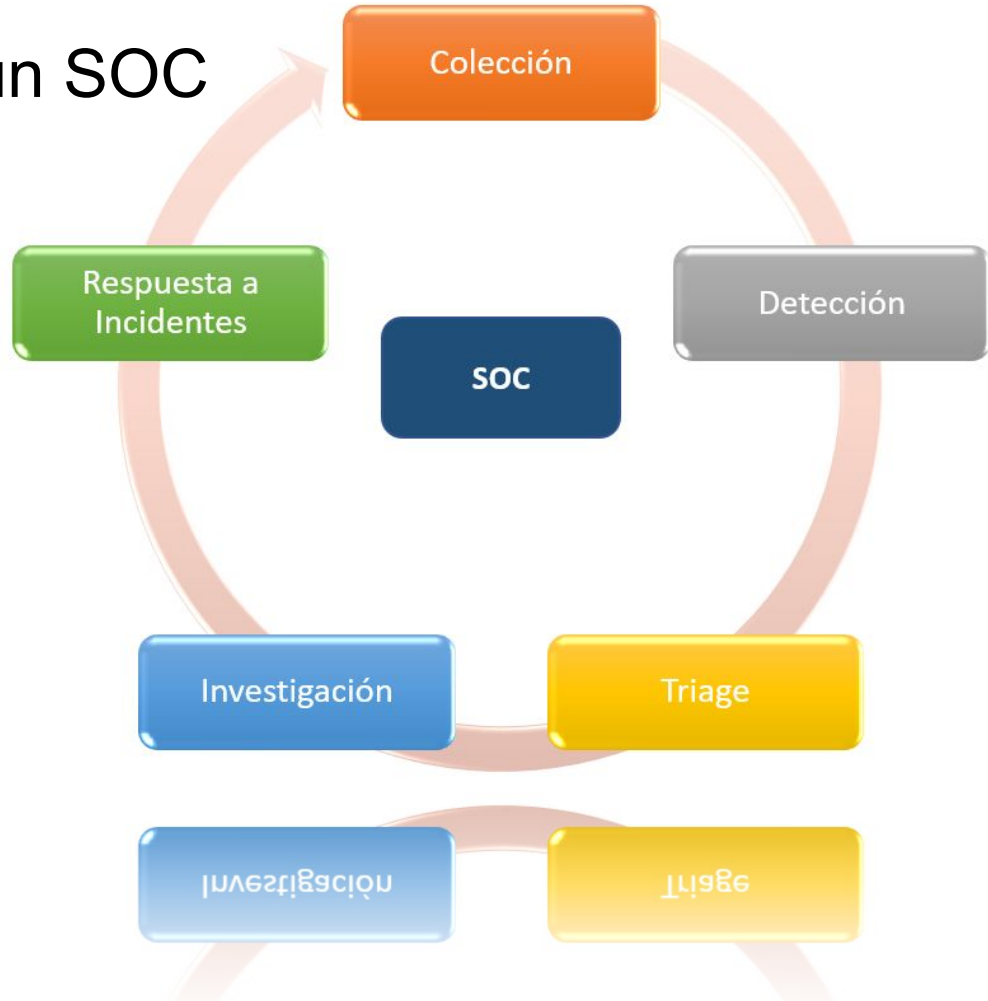 un SOC
Colección
Respuesta a
Incidentes
Detección
SOC
Investigación
Triage
Investigación
Triage